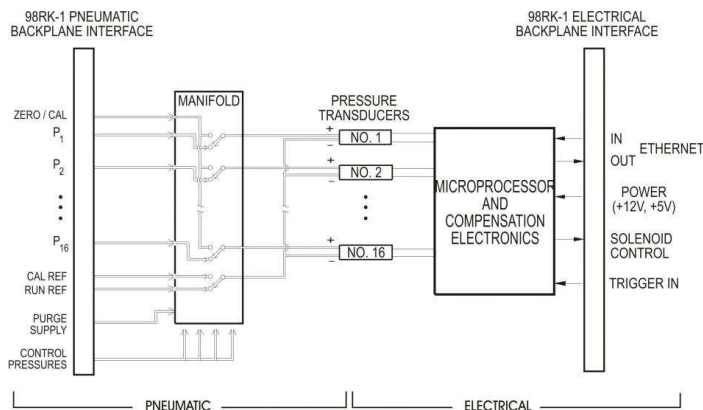 98RK-1 PNEUMATIC
BACKPLANE INTERFACE
98RK-1 ELECTRICAL
BACKPLANE INTERFACE
ZERO / CAL
P1
P2
P16
CAL REF
RUN REF
PURGE
SUPPLY
CONTROL
PRESSURES
MANIFOLD
PRESSURE
TRANSDUCERS
+
NO. 1
–
+
NO. 2
–
+
NO. 16
–
MICROPROCESSOR
AND
COMPENSATION
ELECTRONICS
IN
OUT
ETHERNET
POWER
(+12V, +5V)
SOLENOID
CONTROL
TRIGGER IN
PNEUMATIC
ELECTRICAL